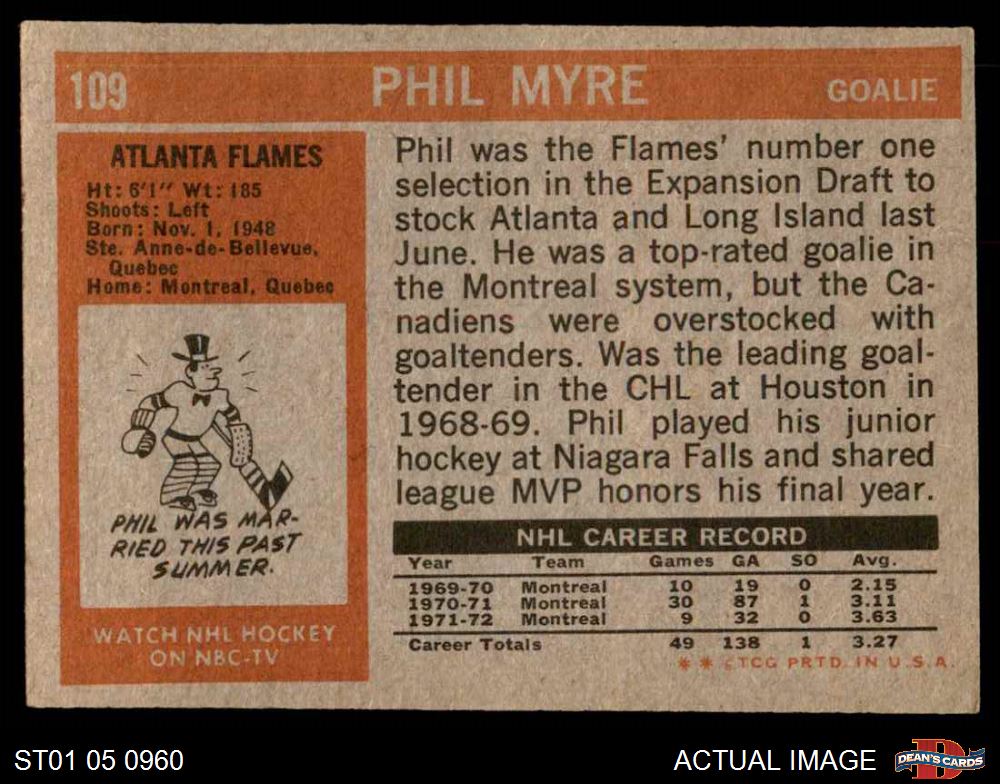 109 PHIL MYRE GOALIE
ATLANTA FLAMES
Ht: 6'1" Wt: 185
Shoots: Left
Born: Nov. 1, 1948
Ste. Anne-de-Bellevue,
Quebec
Home: Montreal, Quebec
PHIL WAS MAR-
RIED THIS PAST
SUMMER.
WATCH NHL HOCKEY
ON NBC-TV
Phil was the Flames' number one
selection in the Expansion Draft to
stock Atlanta and Long Island last
June. He was a top-rated goalie in
the Montreal system, but the Ca-
nadiens were overstocked with
goaltenders. Was the leading goal-
tender in the CHL at Houston in
1968-69. Phil played his junior
hockey at Niagara Falls and shared
league MVP honors his final year.
NHL CAREER RECORD
Year Team Games GA SO Avg.
1969-70 Montreal 10 19 0 2.15
1970-71 Montreal 30 87 1 3.11
1971-72 Montreal 9 32 0 3.63
Career Totals 49 138 1 3.27
* * ©TCG PRTD. IN U.S.A.
ST01 05 0960
ACTUAL IMAGE
D
DEAN'S CARDS